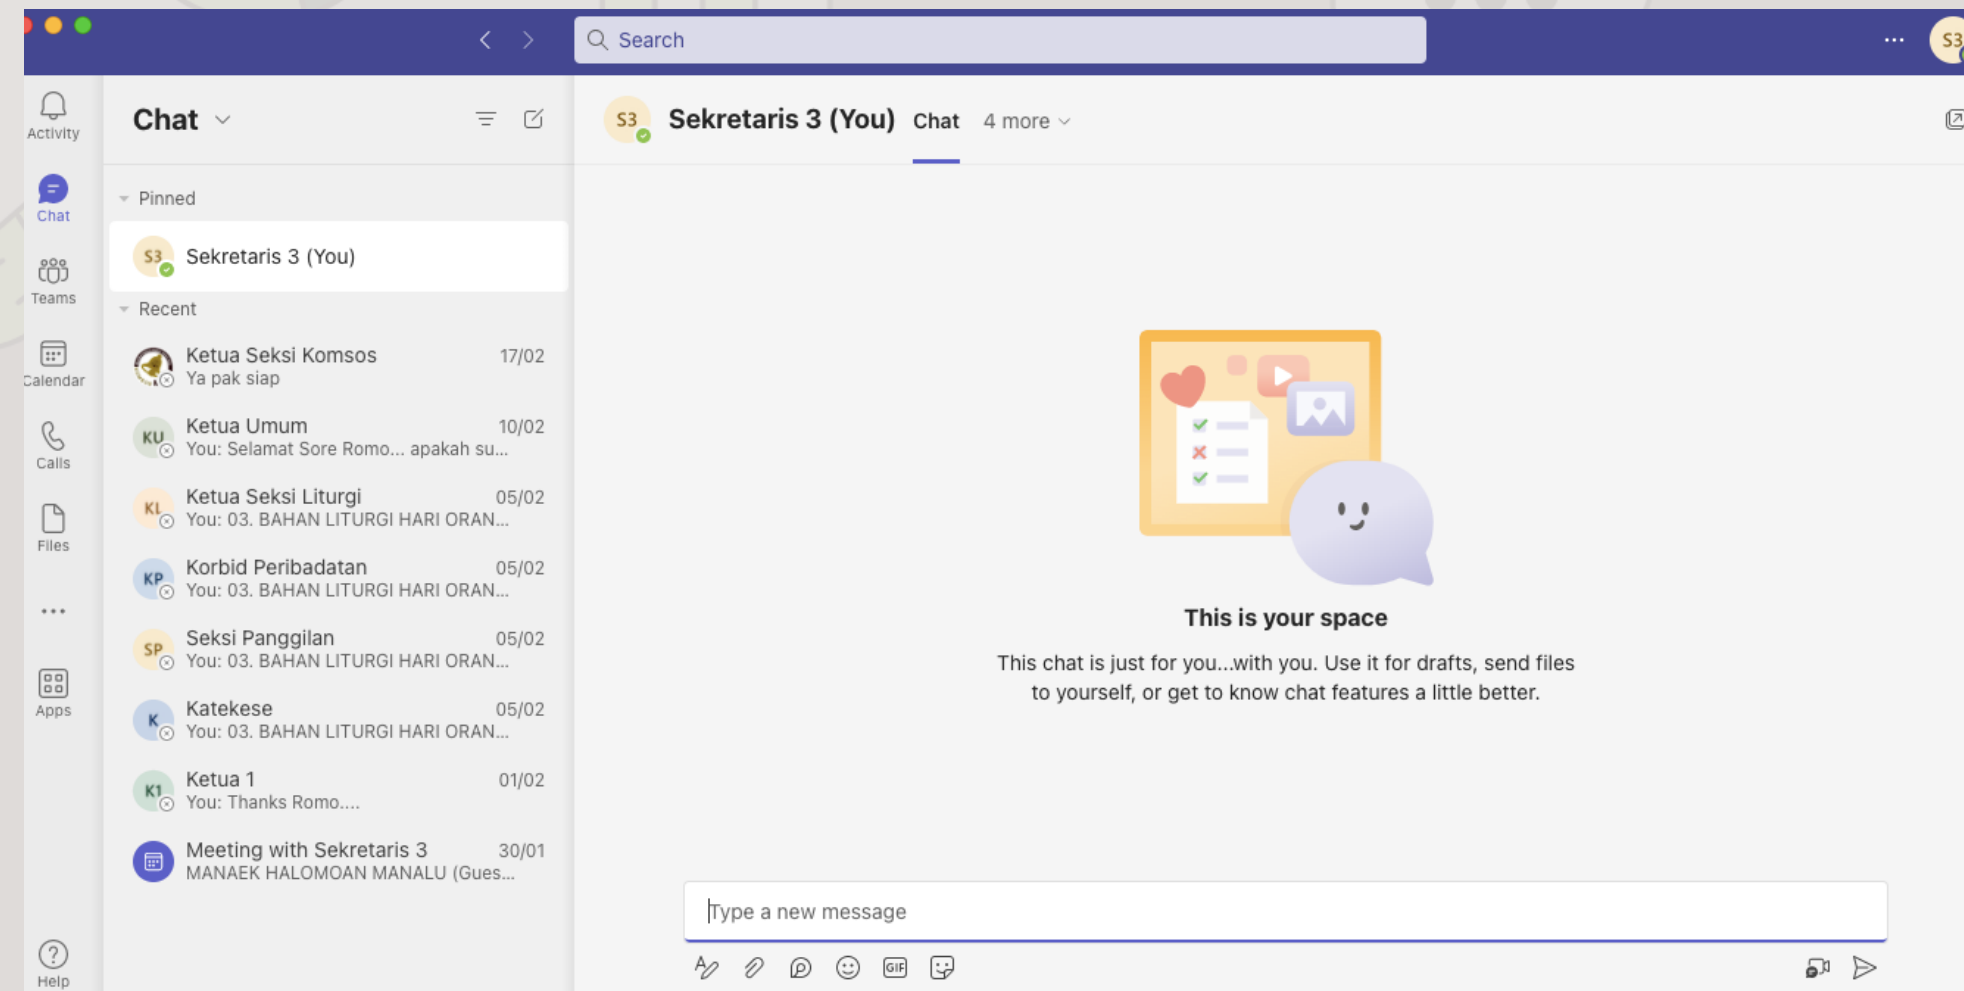 Search
S3
Activity
Chat
Teams
Calendar
Calls
Files
Apps
Help
Chat
Pinned
S3
Sekretaris 3 (You)
Recent
Ketua Seksi Komsos 17/02
Ya pak siap
KU
Ketua Umum 10/02
You: Selamat Sore Romo... apakah su...
KL
Ketua Seksi Liturgi 05/02
You: 03. BAHAN LITURGI HARI ORAN...
KP
Korbid Peribadatan 05/02
You: 03. BAHAN LITURGI HARI ORAN...
SP
Seksi Panggilan 05/02
You: 03. BAHAN LITURGI HARI ORAN...
K
Katekese 05/02
You: 03. BAHAN LITURGI HARI ORAN...
K1
Ketua 1 01/02
You: Thanks Romo....
Meeting with Sekretaris 3 30/01
MANAEK HALOMOAN MANALU (Gues...
S3
Sekretaris 3 (You) Chat 4 more
This is your space
This chat is just for you...with you. Use it for drafts, send files
to yourself, or get to know chat features a little better.
Type a new message
GIF